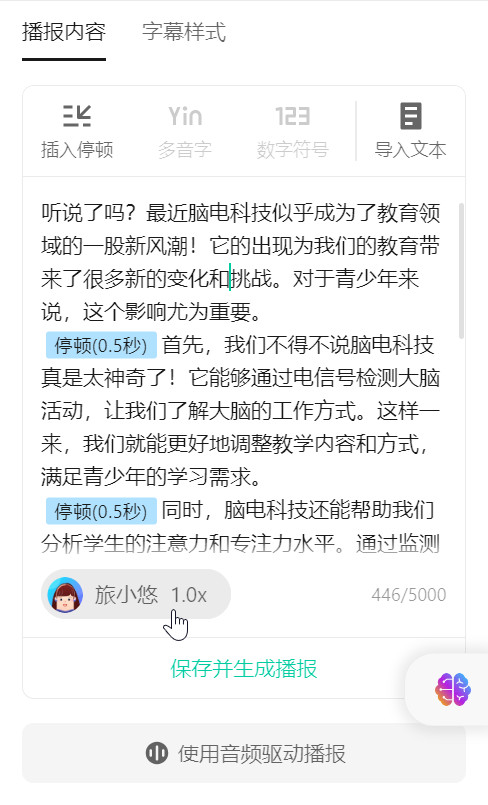 播报内容 字幕样式
Yin 123
插入停顿 多音字 数字符号 导入文本
听说了吗？最近脑电科技似乎成为了教育领
域的一股新风潮！它的出现为我们的教育带
来了很多新的变化和挑战。对于青少年来
说，这个影响尤为重要。
停顿(0.5秒) 首先，我们不得不说脑电科技
真是太神奇了！它能够通过电信号检测大脑
活动，让我们了解大脑的工作方式。这样一
来，我们就能更好地调整教学内容和方式，
满足青少年的学习需求。
停顿(0.5秒) 同时，脑电科技还能帮助我们
分析学生的注意力和专注力水平。通过监测
旅小悠 1.0x 446/5000
保存并生成播报
使用音频驱动播报